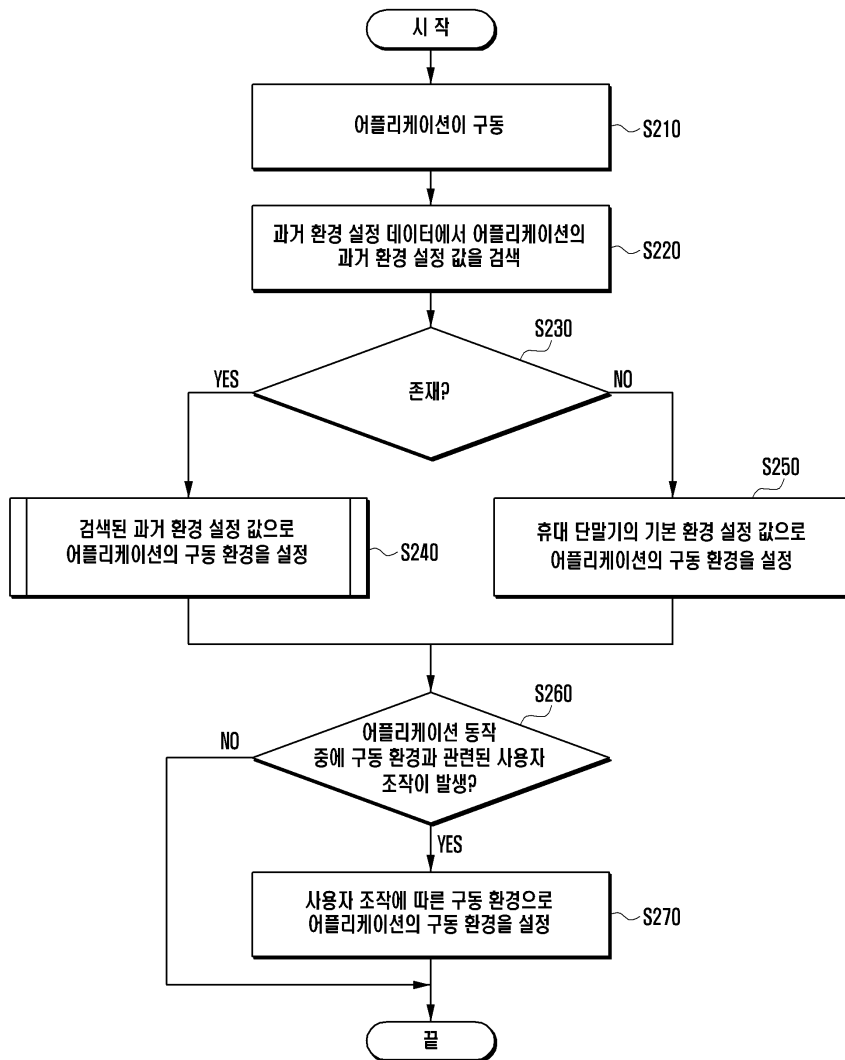 시 작
어플리케이션이 구동
S210
과거 환경 설정 데이터에서 어플리케이션의
과거 환경 설정 값을 검색
S220
S230
존재?
YES
NO
검색된 과거 환경 설정 값으로
어플리케이션의 구동 환경을 설정
S240
S250
휴대 단말기의 기본 환경 설정 값으로
어플리케이션의 구동 환경을 설정
S260
어플리케이션 동작
중에 구동 환경과 관련된 사용자
조작이 발생?
NO
YES
사용자 조작에 따른 구동 환경으로
어플리케이션의 구동 환경을 설정
S270
끝